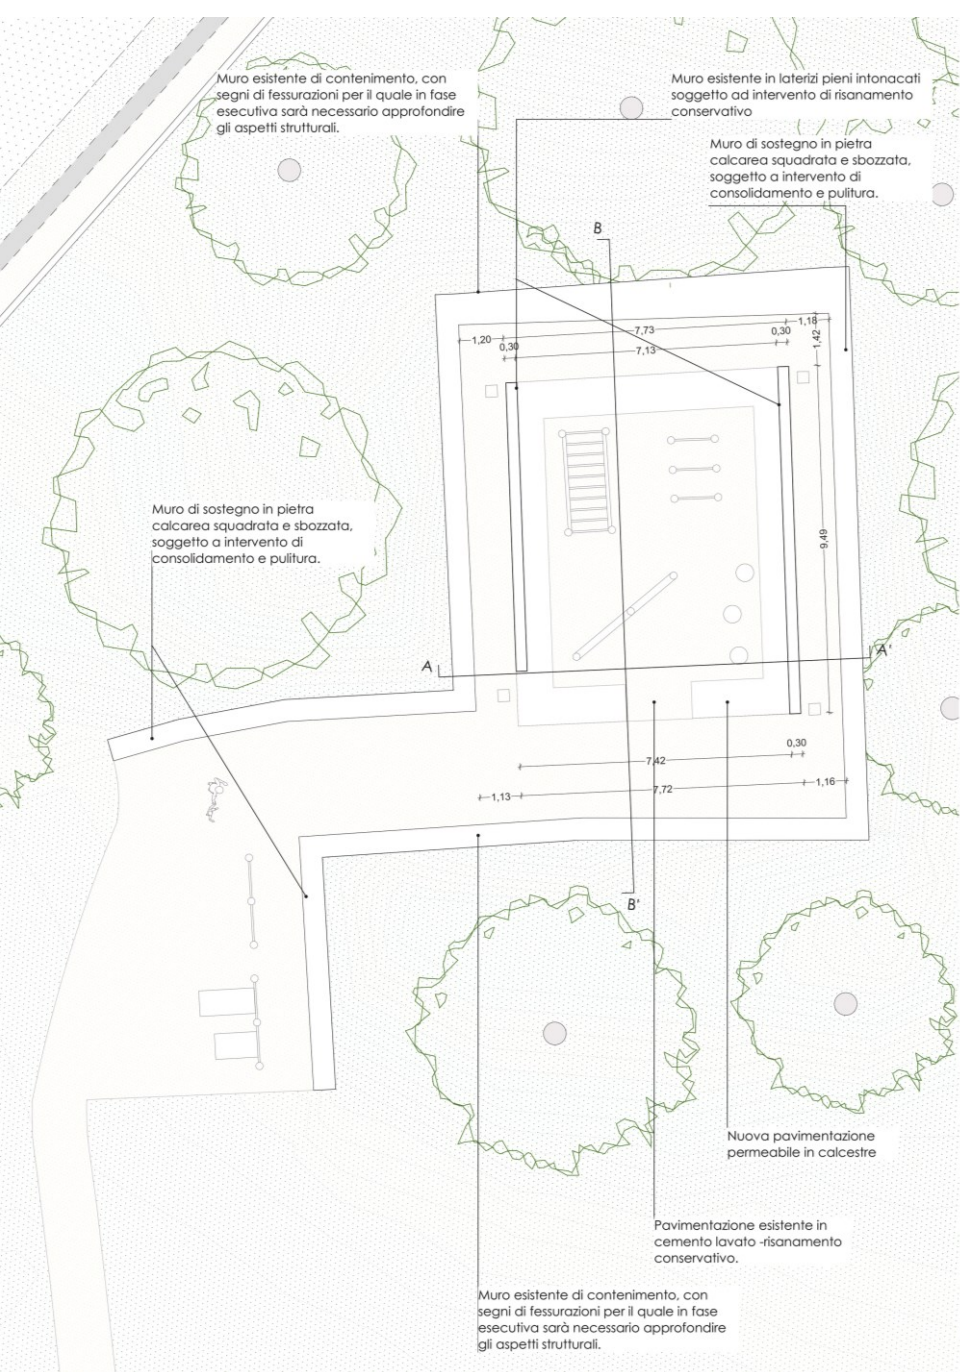 Muro esistente di contenimento, con
segni di fessurazioni per il quale in fase
esecutiva sarà necessario approfondire
gli aspetti strutturali.
Muro esistente in laterizi pieni intonacati
soggetto ad intervento di risanamento
conservativo
Muro di sostegno in pietra
calcarea squadrata e sbozzata,
soggetto a intervento di
consolidamento e pulitura.
B
1,18
7,73
0,30
1,20
1,42
0,30
7,13
Muro di sostegno in pietra
calcarea squadrata e sbozzata,
soggetto a intervento di
consolidamento e pulitura.
9,49
A
A'
0,30
7,42
1,16
7,72
1,13
B'
Nuova pavimentazione
permeabile in calcestre
Pavimentazione esistente in
cemento lavato -risanamento
conservativo.
Muro esistente di contenimento, con
segni di fessurazioni per il quale in fase
esecutiva sarà necessario approfondire
gli aspetti strutturali.